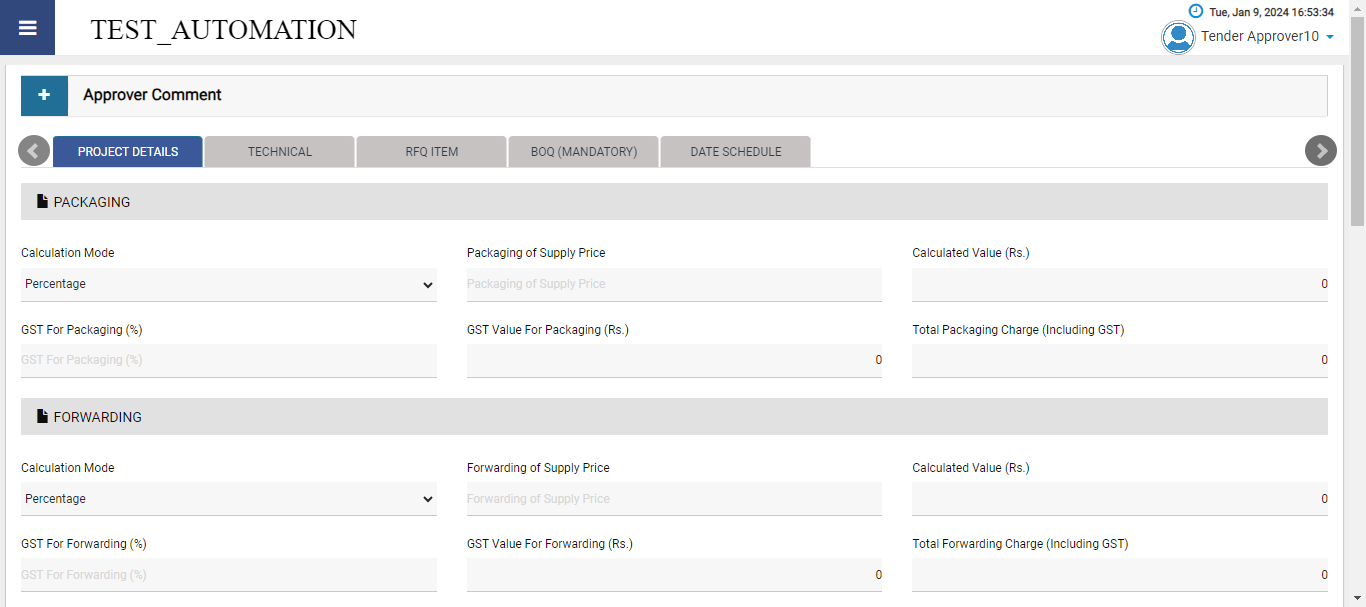 TEST_AUTOMATION
Tue, Jan 9, 2024 16:53:34
Tender Approver10
Approver Comment
PROJECT DETAILS TECHNICAL RFQ ITEM BOQ (MANDATORY) DATE SCHEDULE
PACKAGING
Calculation Mode Packaging of Supply Price Calculated Value (Rs.)
Percentage Packaging of Supply Price 0
GST For Packaging (%) GST Value For Packaging (Rs.) Total Packaging Charge (Including GST)
GST For Packaging (%) 0 0
FORWARDING
Calculation Mode Forwarding of Supply Price Calculated Value (Rs.)
Percentage Forwarding of Supply Price 0
GST For Forwarding (%) GST Value For Forwarding (Rs.) Total Forwarding Charge (Including GST)
GST For Forwarding (%) 0 0